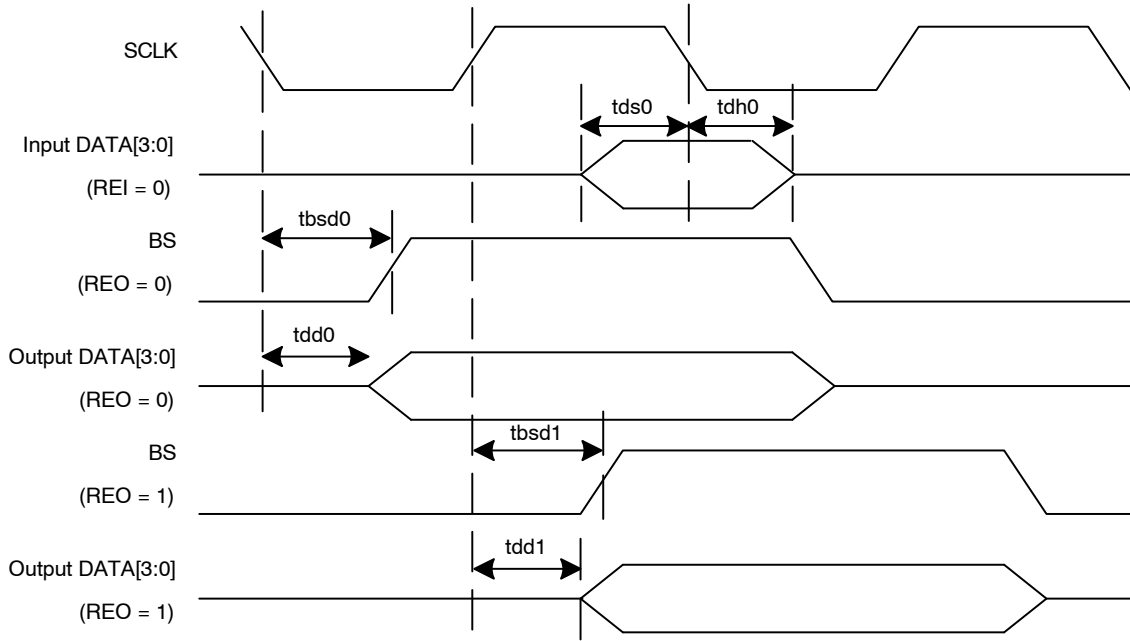 SCLK
tds0 tdh0
Input DATA[3:0]
(REI = 0)
tbsd0
BS
(REO = 0)
tdd0
Output DATA[3:0]
(REO = 0)
tbsd1
BS
(REO = 1)
tdd1
Output DATA[3:0]
(REO = 1)